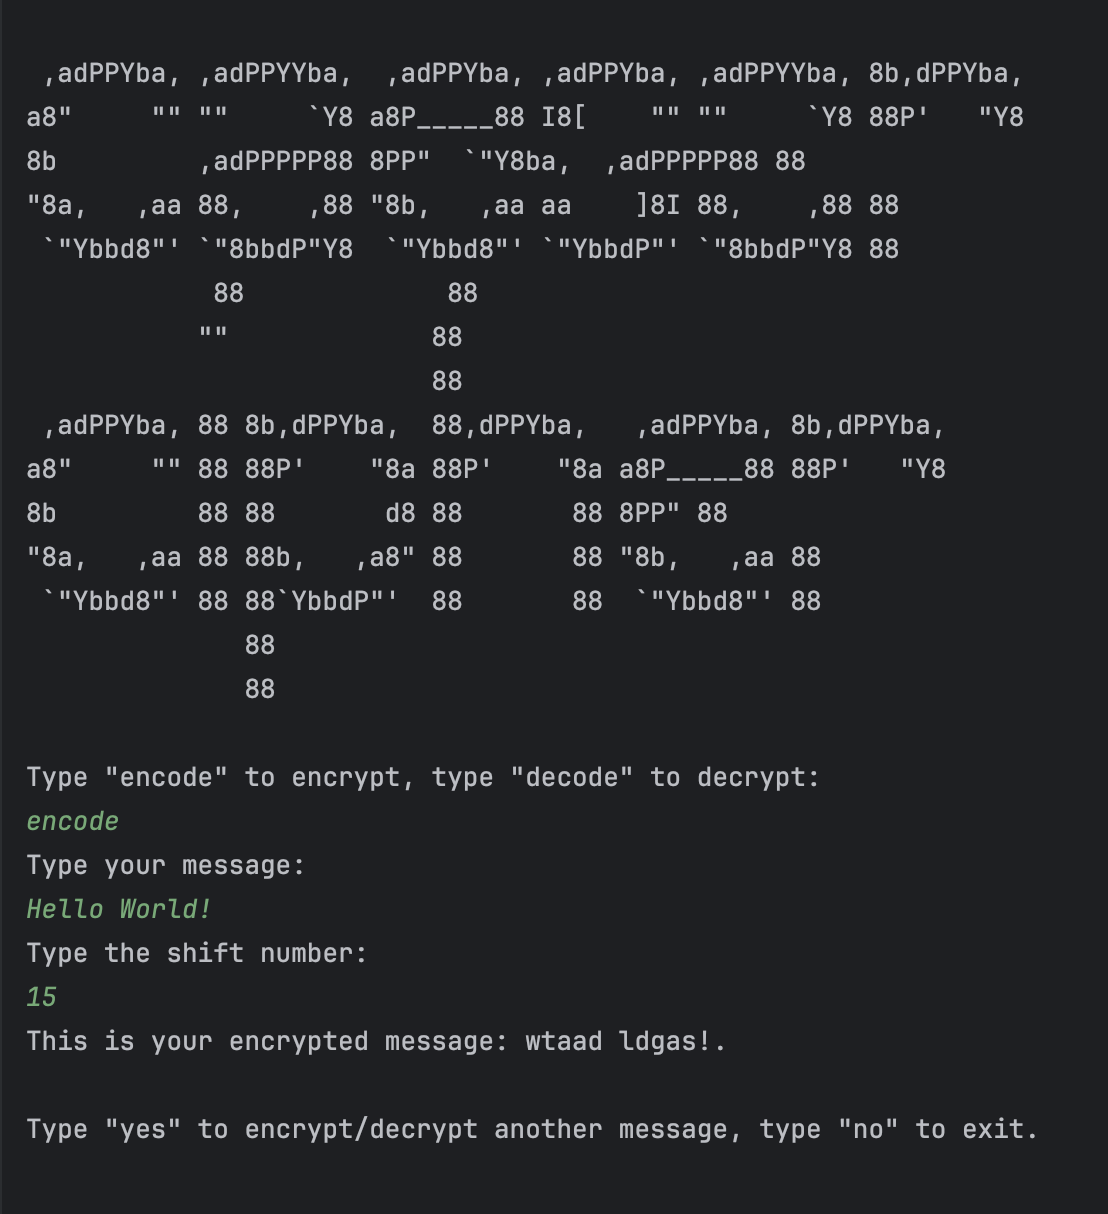 ,adPPYba, ,adPPYYba,  ,adPPYba, ,adPPYba, ,adPPYYba, 8b,dPPYba,
a8"     "" ""     `Y8 a8P_____88 I8[    "" ""     `Y8 88P'   "Y8
8b         ,adPPPPP88 8PP"  `"Y8ba,  ,adPPPPP88 88
"8a,   ,aa 88,    ,88 "8b,   ,aa aa    ]8I 88,    ,88 88
 `"Ybbd8"' `"8bbdP"Y8  `"Ybbd8"' `"YbbdP"' `"8bbdP"Y8 88
            88             88
           ""             88
                          88
 ,adPPYba, 88 8b,dPPYba,  88,dPPYba,   ,adPPYba, 8b,dPPYba,
a8"     "" 88 88P'    "8a 88P'    "8a a8P_____88 88P'   "Y8
8b         88 88       d8 88       88 8PP" 88
"8a,   ,aa 88 88b,   ,a8" 88       88 "8b,   ,aa 88
 `"Ybbd8"' 88 88`YbbdP"'  88       88  `"Ybbd8"' 88
              88
              88

Type "encode" to encrypt, type "decode" to decrypt:
encode
Type your message:
Hello World!
Type the shift number:
15
This is your encrypted message: wtaad ldgas!.

Type "yes" to encrypt/decrypt another message, type "no" to exit.